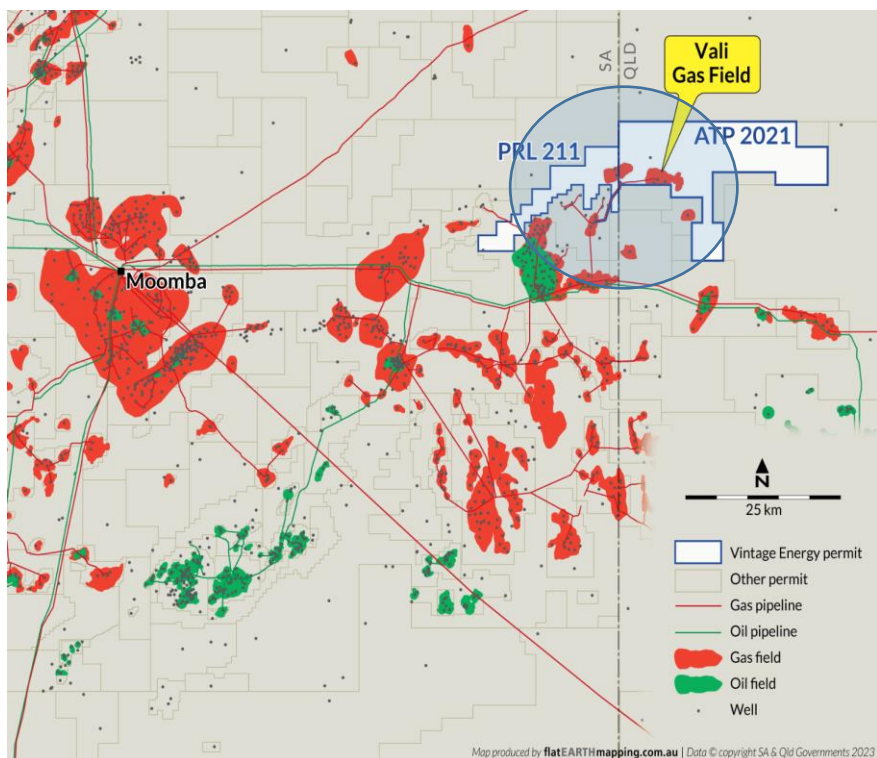 SA
QLD
Vali
Gas Field
PRL 211
ATP 2021
Moomba
N
25 km
Vintage Energy permit
Other permit
Gas pipeline
Oil pipeline
Gas field
Oil field
Well
Map produced by flatEARTHmapping.com.au | Data © copyright SA & Qld Governments 2023